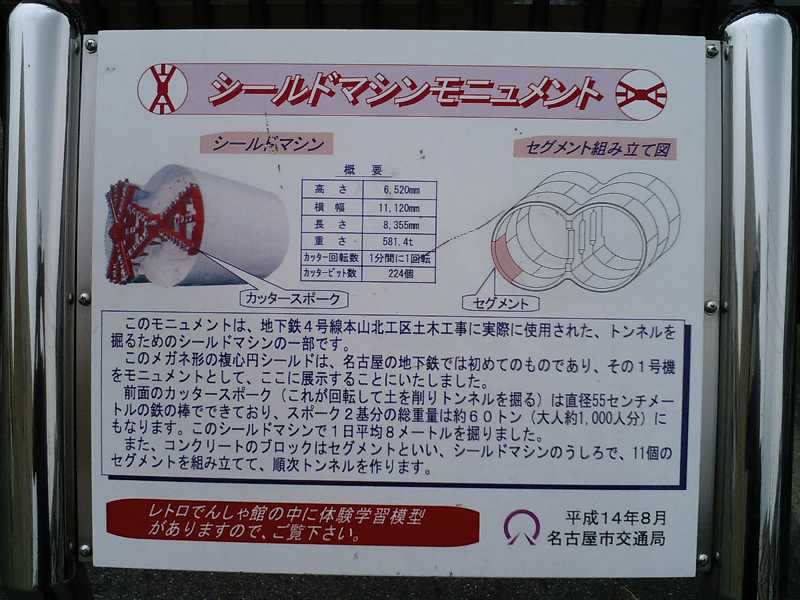 シールドマシンモニュメント
シールドマシン
概 要
高 さ 6,520mm
横 幅 11,120mm
長 さ 8,355mm
重 さ 581.4t
カッター回転数 1分間に1回転
カッタービット数 224個
カッタースポーク
セグメント組み立て図
セグメント
このモニュメントは、地下鉄4号線本山北工区土木工事に実際に使用された、トンネルを
掘るためのシールドマシンの一部です。
このメガネ形の複心円シールドは、名古屋の地下鉄では初めてのものであり、その1号機
をモニュメントとして、ここに展示することにいたしました。
前面のカッタースポーク（これが回転して土を削りトンネルを掘る）は直径55センチメ
ートルの鉄の棒でできており、スポーク2基分の総重量は約60トン（大人約1,000人分）に
もなります。このシールドマシンで1日平均8メートルを掘りました。
また、コンクリートのブロックはセグメントといい、シールドマシンのうしろで、11個の
セグメントを組み立てて、順次トンネルを作ります。
レトロでんしゃ館の中に体験学習模型
がありますので、ご覧下さい。
平成14年8月
名古屋市交通局